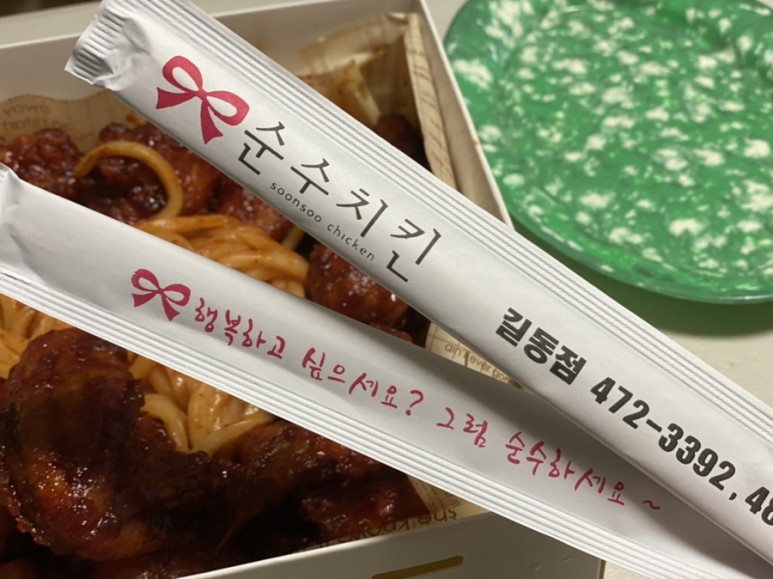 순수치킨
soonsoo chicken
길동점 472-3392, 48
행복하고 싶으세요? 그럼 순수하세요~